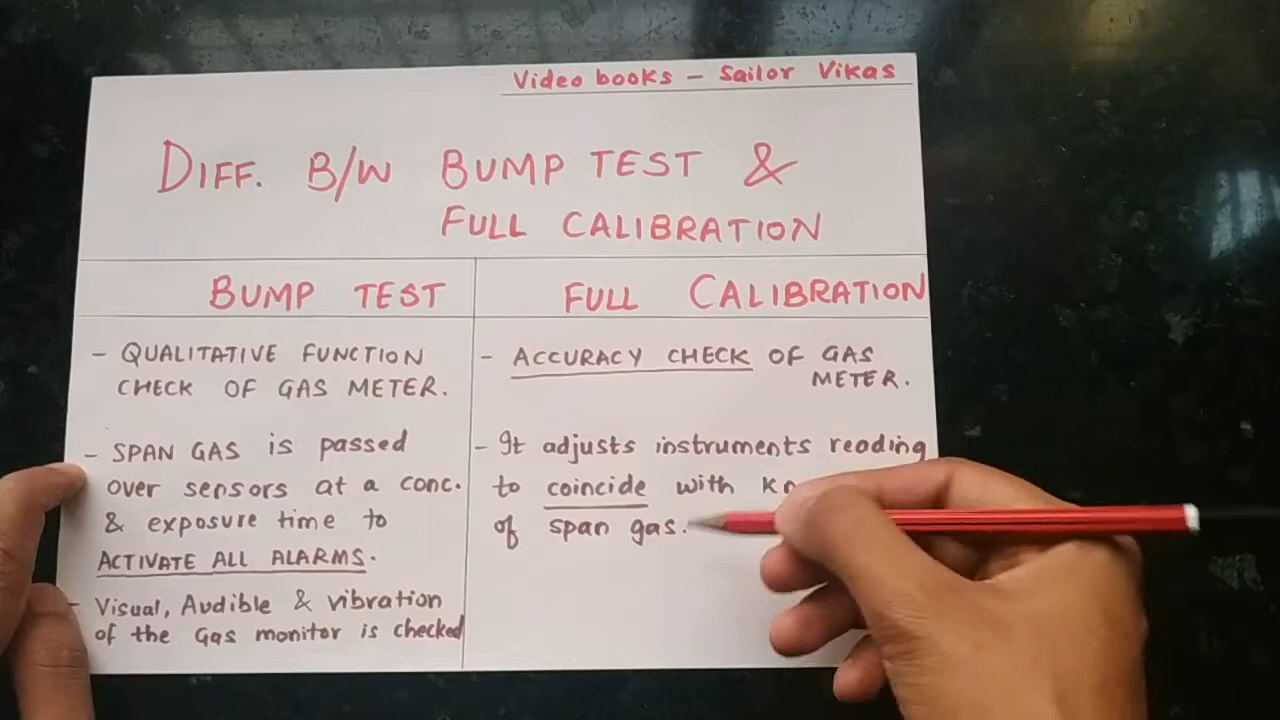 Video books - Sailor Vikas
DIFF. B/W BUMP TEST &
FULL CALIBRATION
BUMP TEST
- QUALITATIVE FUNCTION
CHECK OF GAS METER.
- SPAN GAS is passed
over sensors at a conc.
& exposure time to
ACTIVATE ALL ALARMS.
- Visual, Audible & vibration
of the Gas monitor is checked
FULL CALIBRATION
- ACCURACY CHECK OF GAS
METER.
- It adjusts instruments reading
to coincide with
of span gas.